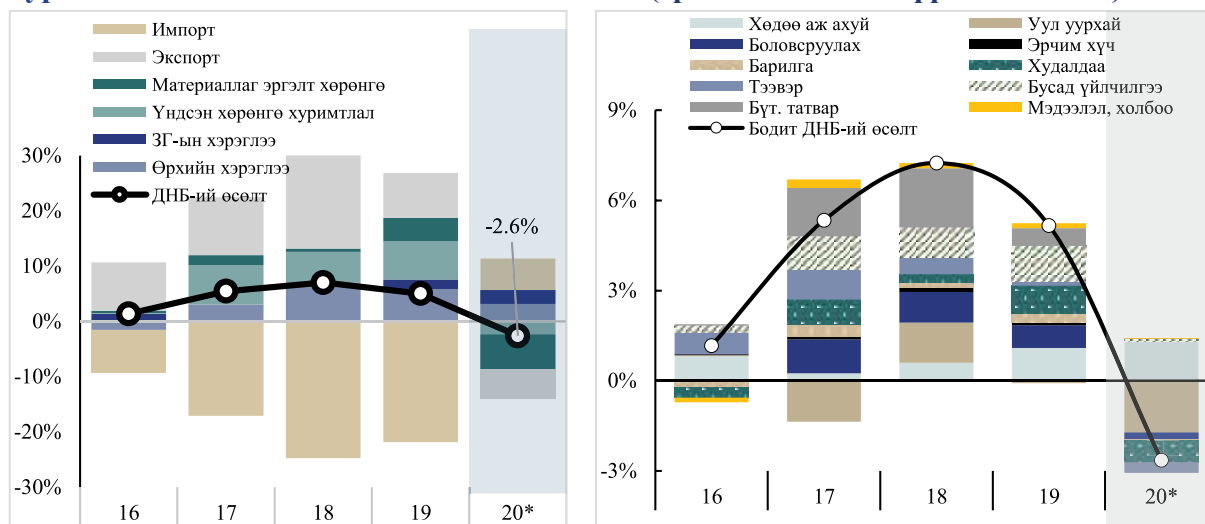 Импорт
Экспорт
Материаллаг эргэлт хөрөнгө
Үндсэн хөрөнгө хуримтлал
ЗГ-ын хэрэглээ
Өрхийн хэрэглээ
ДНБ-ий өсөлт
30%
20%
10%
0%
-10%
-20%
-30%
-2.6%
16 17 18 19 20*
Хөдөө аж ахуй Уул уурхай
Боловсруулах Эрчим хүч
Барилга Худалдаа
Тээвэр Бусад үйлчилгээ
Бүт. татвар Мэдээлэл, холбоо
Бодит ДНБ-ий өсөлт
9%
6%
3%
0%
-3%
16 17 18 19 20*